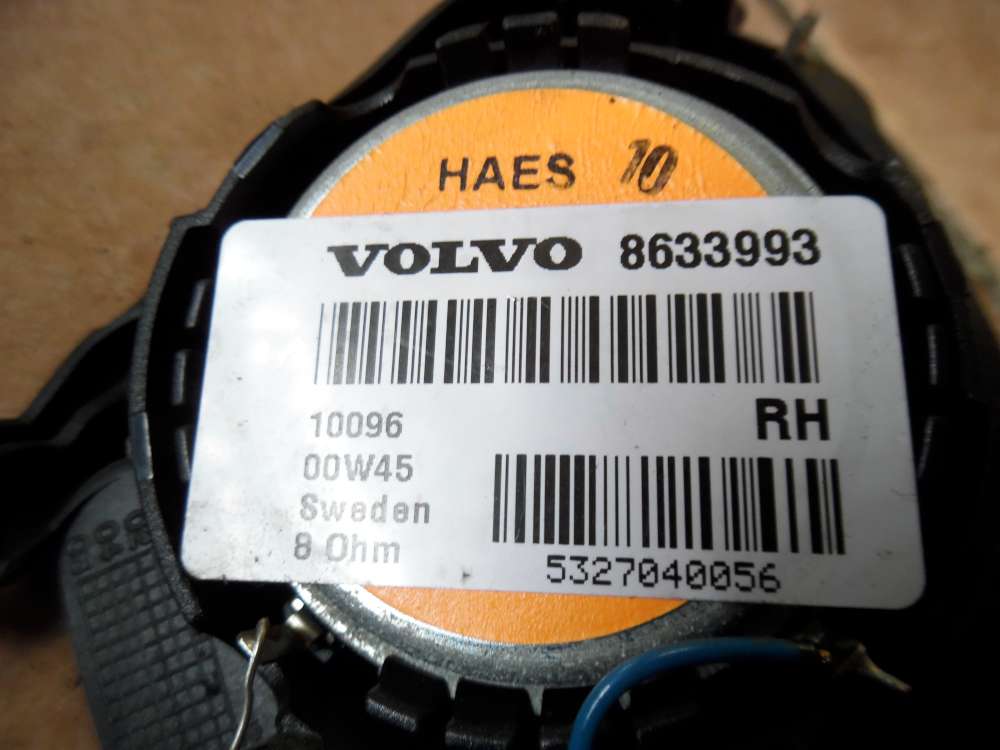 HAES 10
VOLVO 8633993
10096 RH
00W45
Sweden
8 Ohm
5327040056